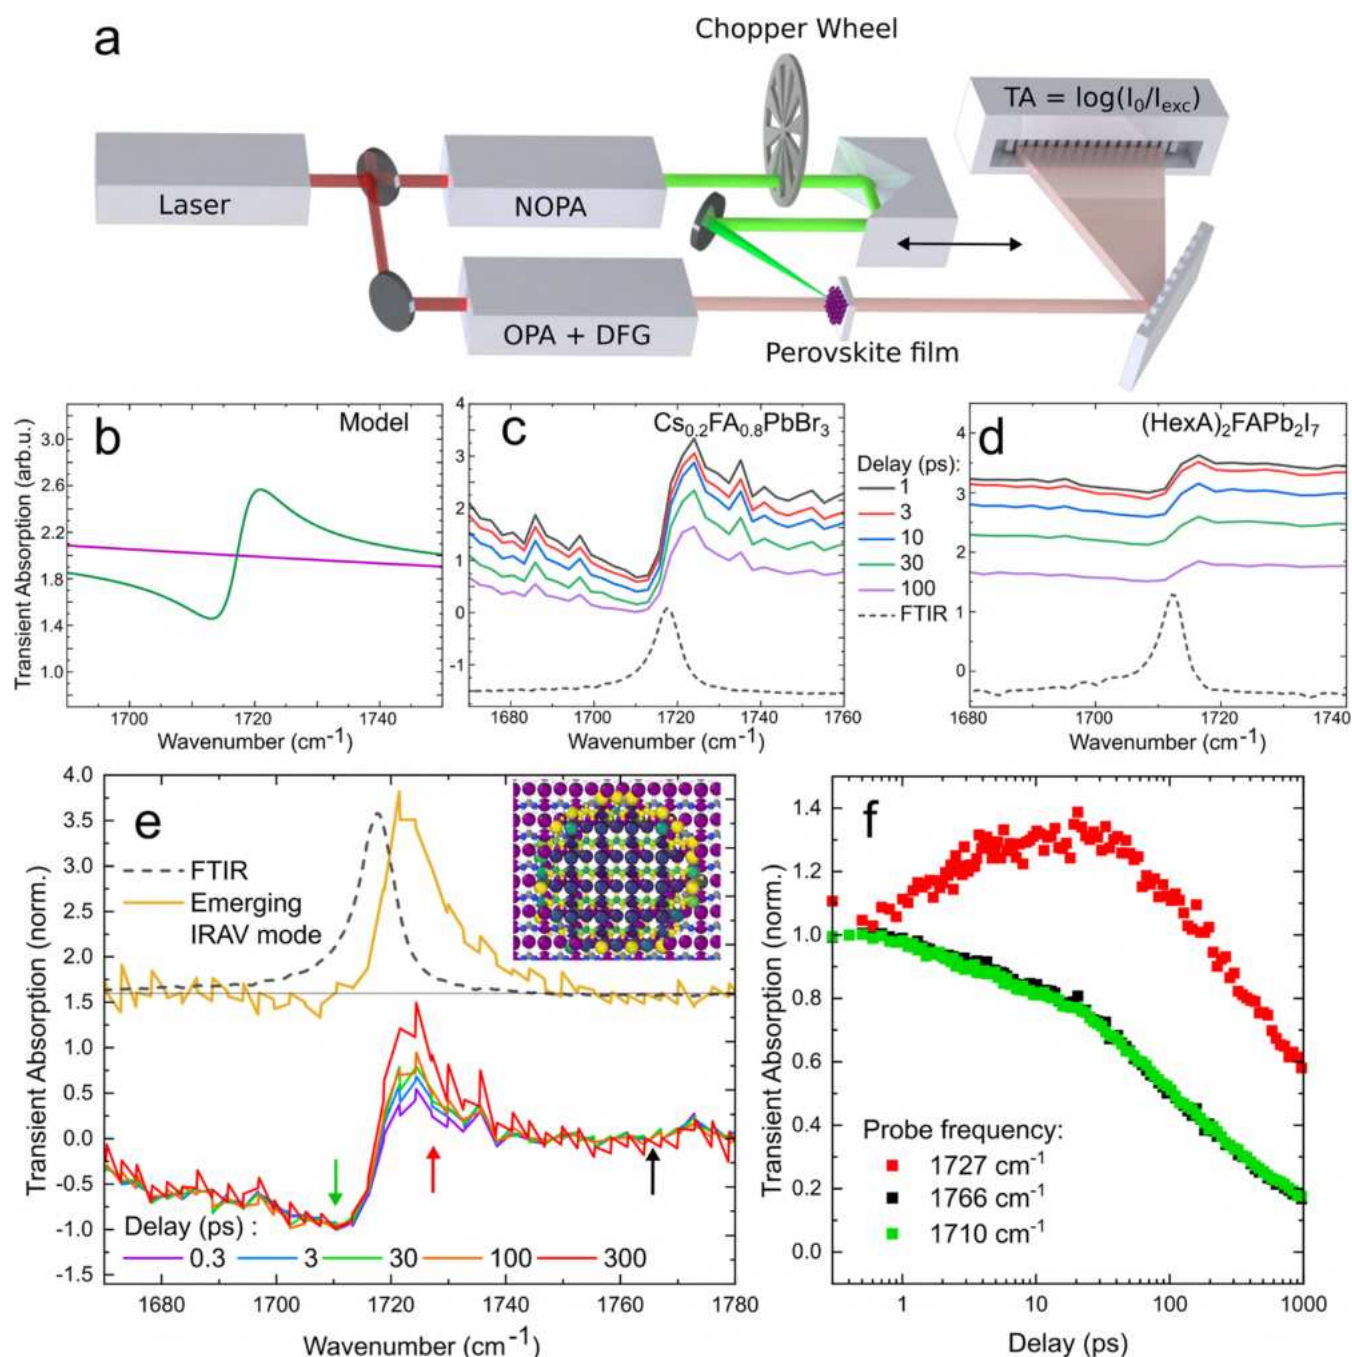 a
Chopper Wheel
TA = log(I₀/Iₑₓ꜀)
Laser
NOPA
OPA + DFG
Perovskite film
b
Model
Transient Absorption (arb.u.)
3.0
2.6
2.2
1.8
1.4
1.0
1700
1720
1740
Wavenumber (cm⁻¹)
c
Cs₀.₂FA₀.₈PbBr₃
4
3
2
1
0
-1
1680
1700
1720
1740
1760
Wavenumber (cm⁻¹)
Delay (ps):
1
3
10
30
100
FTIR
d
(HexA)₂FAPb₂I₇
4
3
2
1
0
1680
1700
1720
1740
Wavenumber (cm⁻¹)
e
FTIR
Emerging
IRAV mode
Transient Absorption (norm.)
4.0
3.5
3.0
2.5
2.0
1.5
1.0
0.5
0.0
-0.5
-1.0
-1.5
Delay (ps) :
0.3 3 30 100 300
1680
1700
1720
1740
1760
1780
Wavenumber (cm⁻¹)
f
Transient Absorption (norm.)
1.4
1.2
1.0
0.8
0.6
0.4
0.2
0.0
Probe frequency:
1727 cm⁻¹
1766 cm⁻¹
1710 cm⁻¹
1
10
100
1000
Delay (ps)